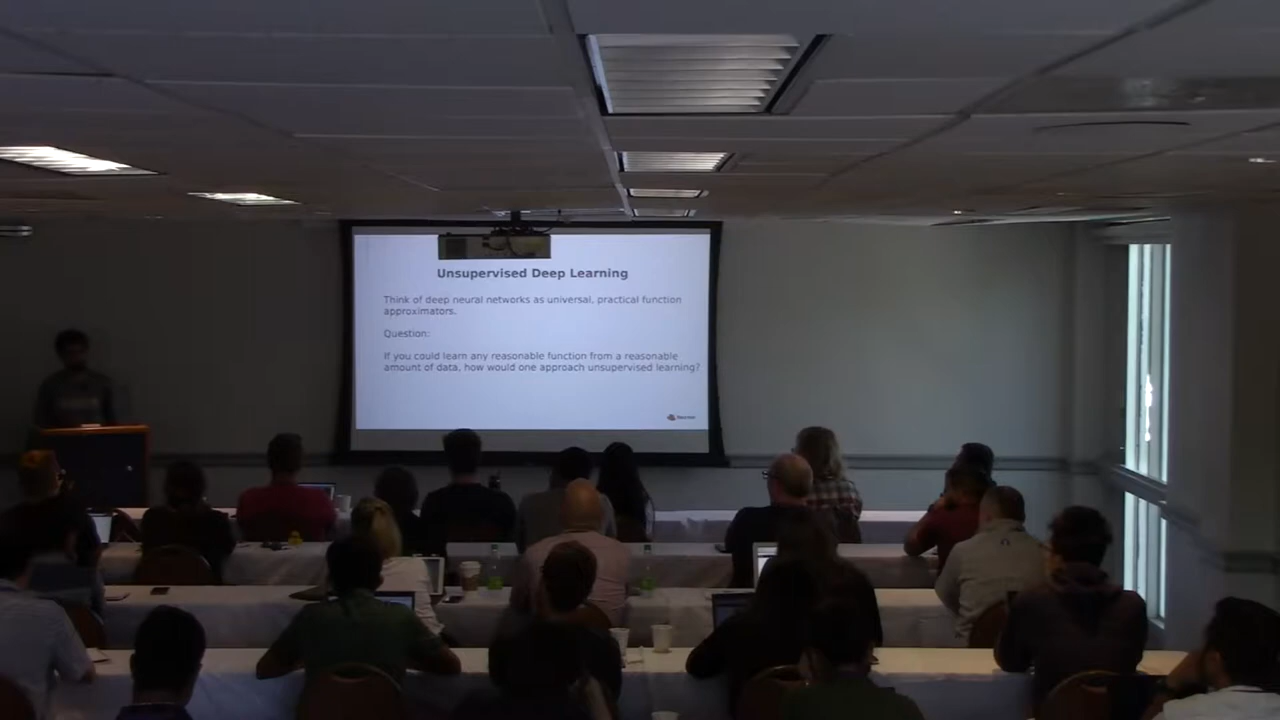 Unsupervised Deep Learning
Think of deep neural networks as universal, practical function
approximators.
Question:
If you could learn any reasonable function from a reasonable
amount of data, how would one approach unsupervised learning?